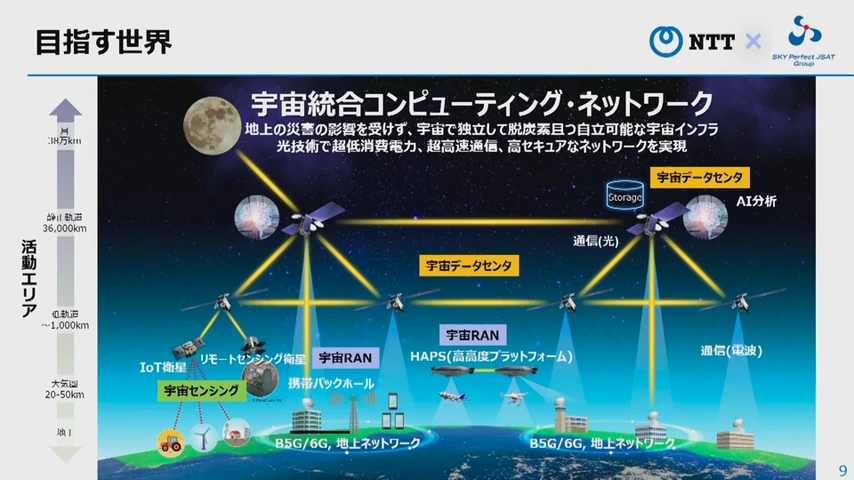 目指す世界
NTT
SKY Perfect JSAT
Group
宇宙統合コンピューティング・ネットワーク
地上の災害の影響を受けず、宇宙で独立して脱炭素且つ自立可能な宇宙インフラ
光技術で超低消費電力、超高速通信、高セキュアなネットワークを実現
活動エリア
月
38万km
静止軌道
36,000km
低軌道
～1,000km
大気圏
20-50km
地上
宇宙データセンタ
Storage
AI分析
通信(光)
宇宙データセンタ
宇宙RAN
HAPS(高高度プラットフォーム)
通信(電波)
IoT衛星
リモートセンシング衛星
宇宙RAN
携帯バックホール
宇宙センシング
B5G/6G, 地上ネットワーク
B5G/6G, 地上ネットワーク
9